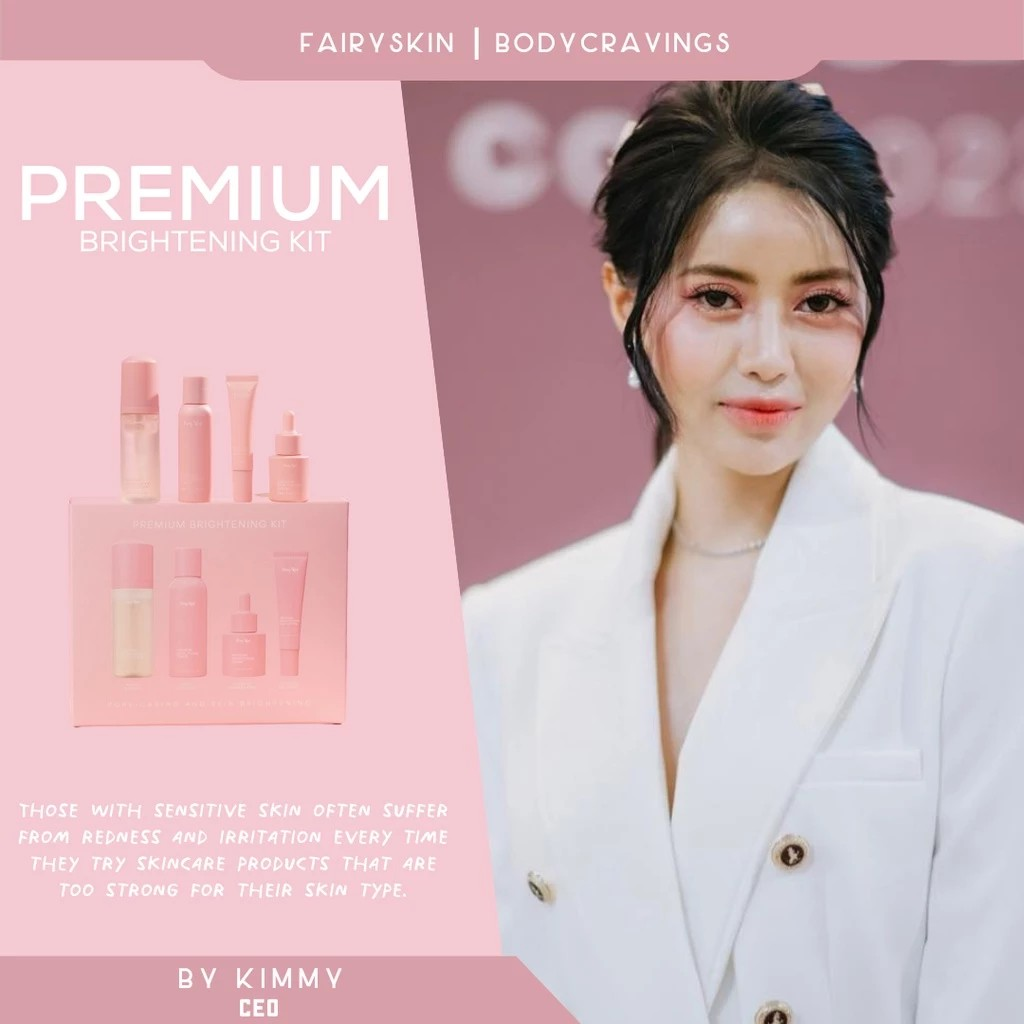 FAIRYSKIN | BODYCRAVINGS
PREMIUM
BRIGHTENING KIT
PREMIUM BRIGHTENING KIT
THOSE WITH SENSITIVE SKIN OFTEN SUFFER
FROM REDNESS AND IRRITATION EVERY TIME
THEY TRY SKINCARE PRODUCTS THAT ARE
TOO STRONG FOR THEIR SKIN TYPE.
BY KIMMY
CEO